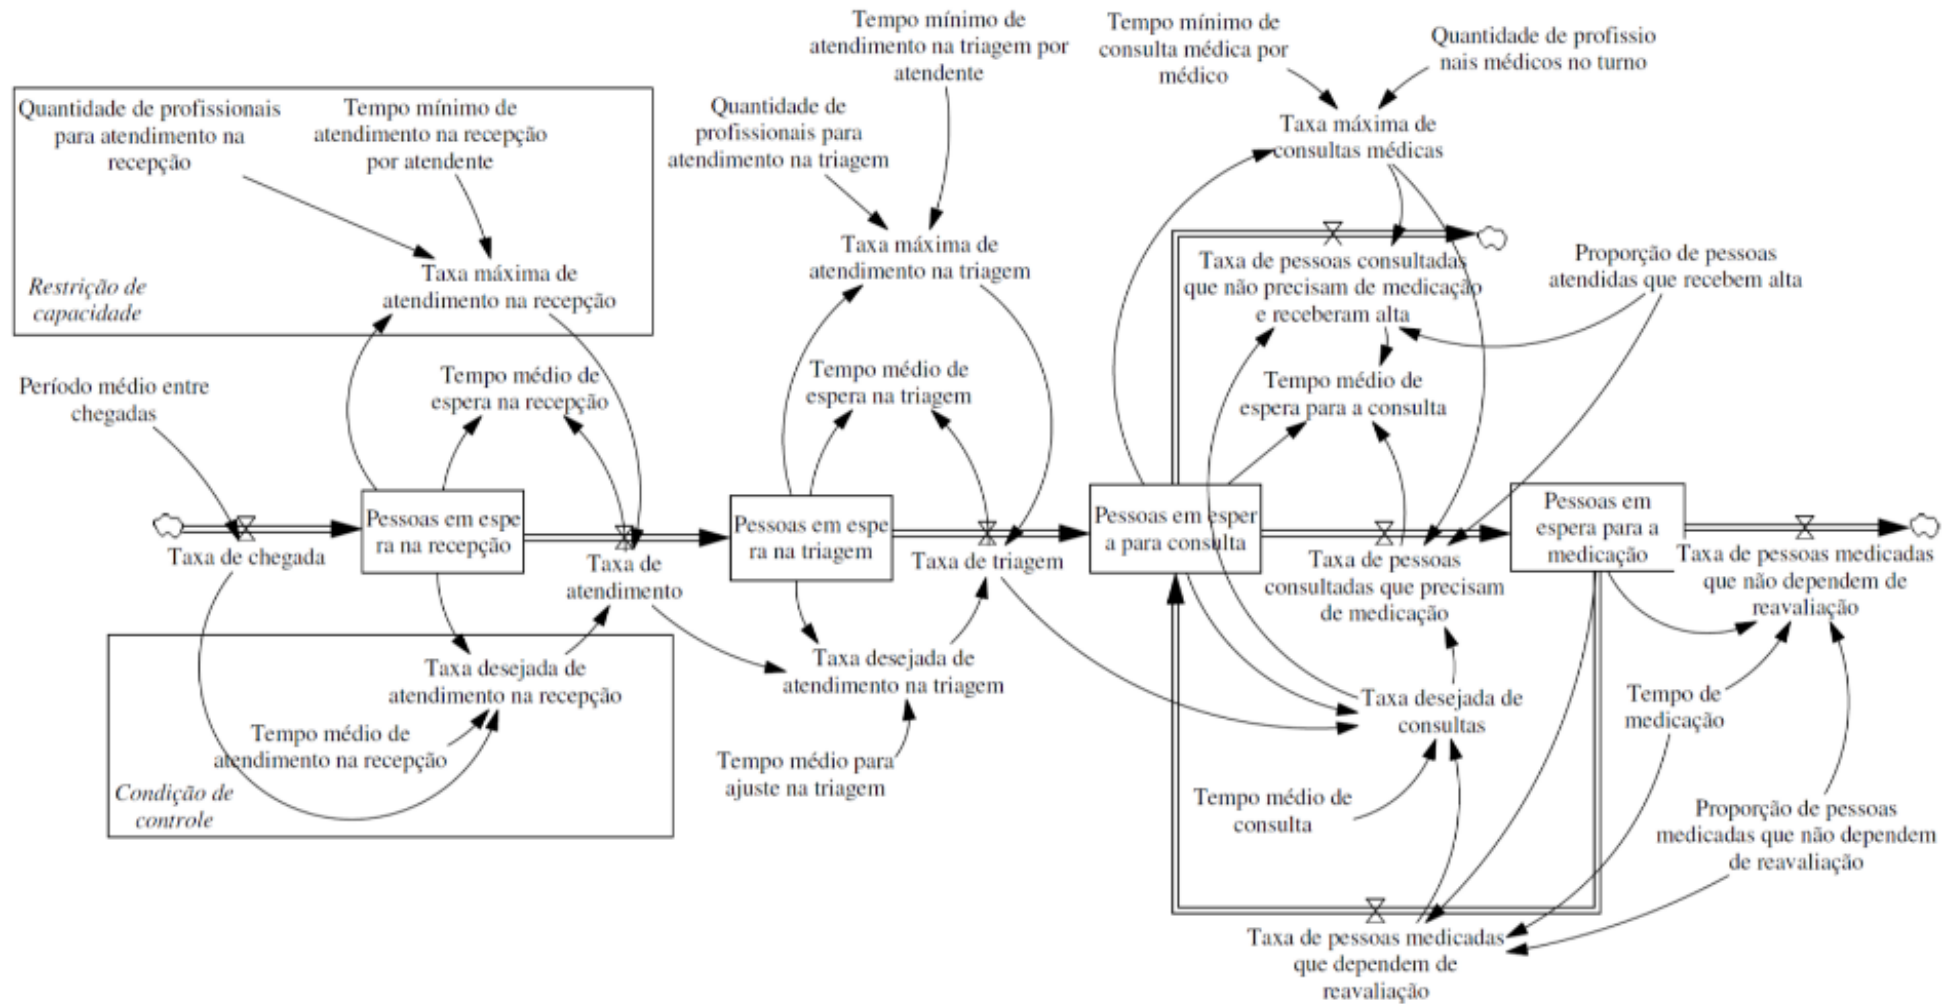 Tempo mínimo de
atendimento na triagem por
atendente
Tempo mínimo de
consulta médica por
médico
Quantidade de profissio
nais médicos no turno
Quantidade de profissionais
para atendimento na
recepção
Tempo mínimo de
atendimento na recepção
por atendente
Quantidade de
profissionais para
atendimento na triagem
Taxa máxima de
consultas médicas
Taxa máxima de
atendimento na recepção
Restrição de
capacidade
Taxa máxima de
atendimento na triagem
Taxa de pessoas consultadas
que não precisam de medicação
e receberam alta
Proporção de pessoas
atendidas que recebem alta
Período médio entre
chegadas
Tempo médio de
espera na recepção
Tempo médio de
espera na triagem
Tempo médio de
espera para a consulta
Taxa de chegada
Pessoas em espe
ra na recepção
Taxa de
atendimento
Pessoas em espe
ra na triagem
Taxa de triagem
Pessoas em esper
a para consulta
Taxa de pessoas
consultadas que precisam
de medicação
Pessoas em
espera para a
medicação
Taxa de pessoas medicadas
que não dependem de
reavaliação
Taxa desejada de
atendimento na recepção
Tempo médio de
atendimento na recepção
Condição de
controle
Taxa desejada de
atendimento na triagem
Tempo médio para
ajuste na triagem
Taxa desejada de
consultas
Tempo de
medicação
Tempo médio de
consulta
Proporção de pessoas
medicadas que não dependem
de reavaliação
Taxa de pessoas medicadas
que dependem de
reavaliação